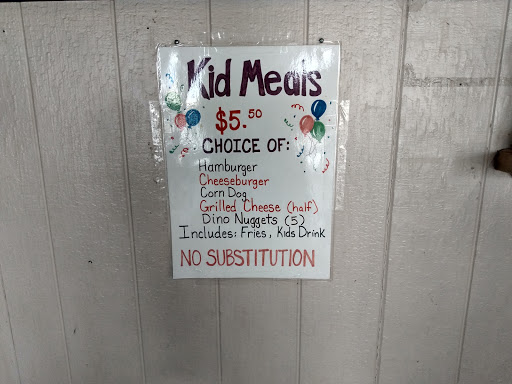 Kid Meals
$5.50
CHOICE OF:
Hamburger
Cheeseburger
Corn Dog
Grilled Cheese (half)
Dino Nuggets (5)
Includes: Fries, Kids Drink
NO SUBSTITUTION